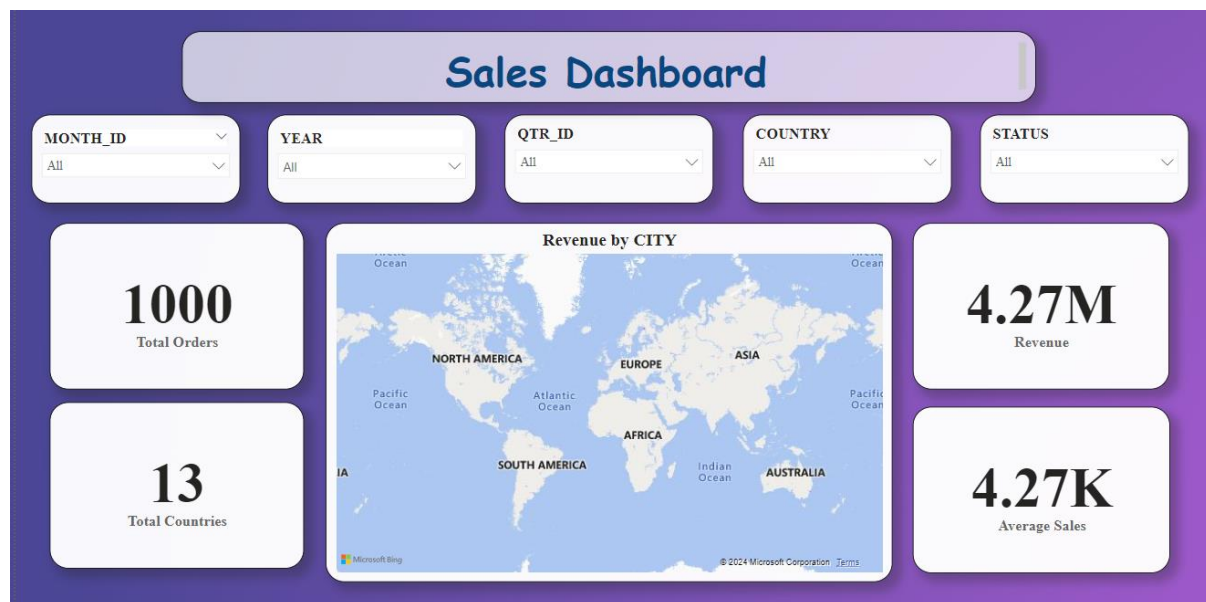 Sales Dashboard
MONTH_ID
All
YEAR
All
QTR_ID
All
COUNTRY
All
STATUS
All
1000
Total Orders
13
Total Countries
Revenue by CITY
Ocean
Ocean
NORTH AMERICA
EUROPE
ASIA
Pacific
Ocean
Atlantic
Ocean
Pacific
Ocean
AFRICA
SOUTH AMERICA
Indian
Ocean
AUSTRALIA
IA
Microsoft Bing
© 2024 Microsoft Corporation Terms
4.27M
Revenue
4.27K
Average Sales